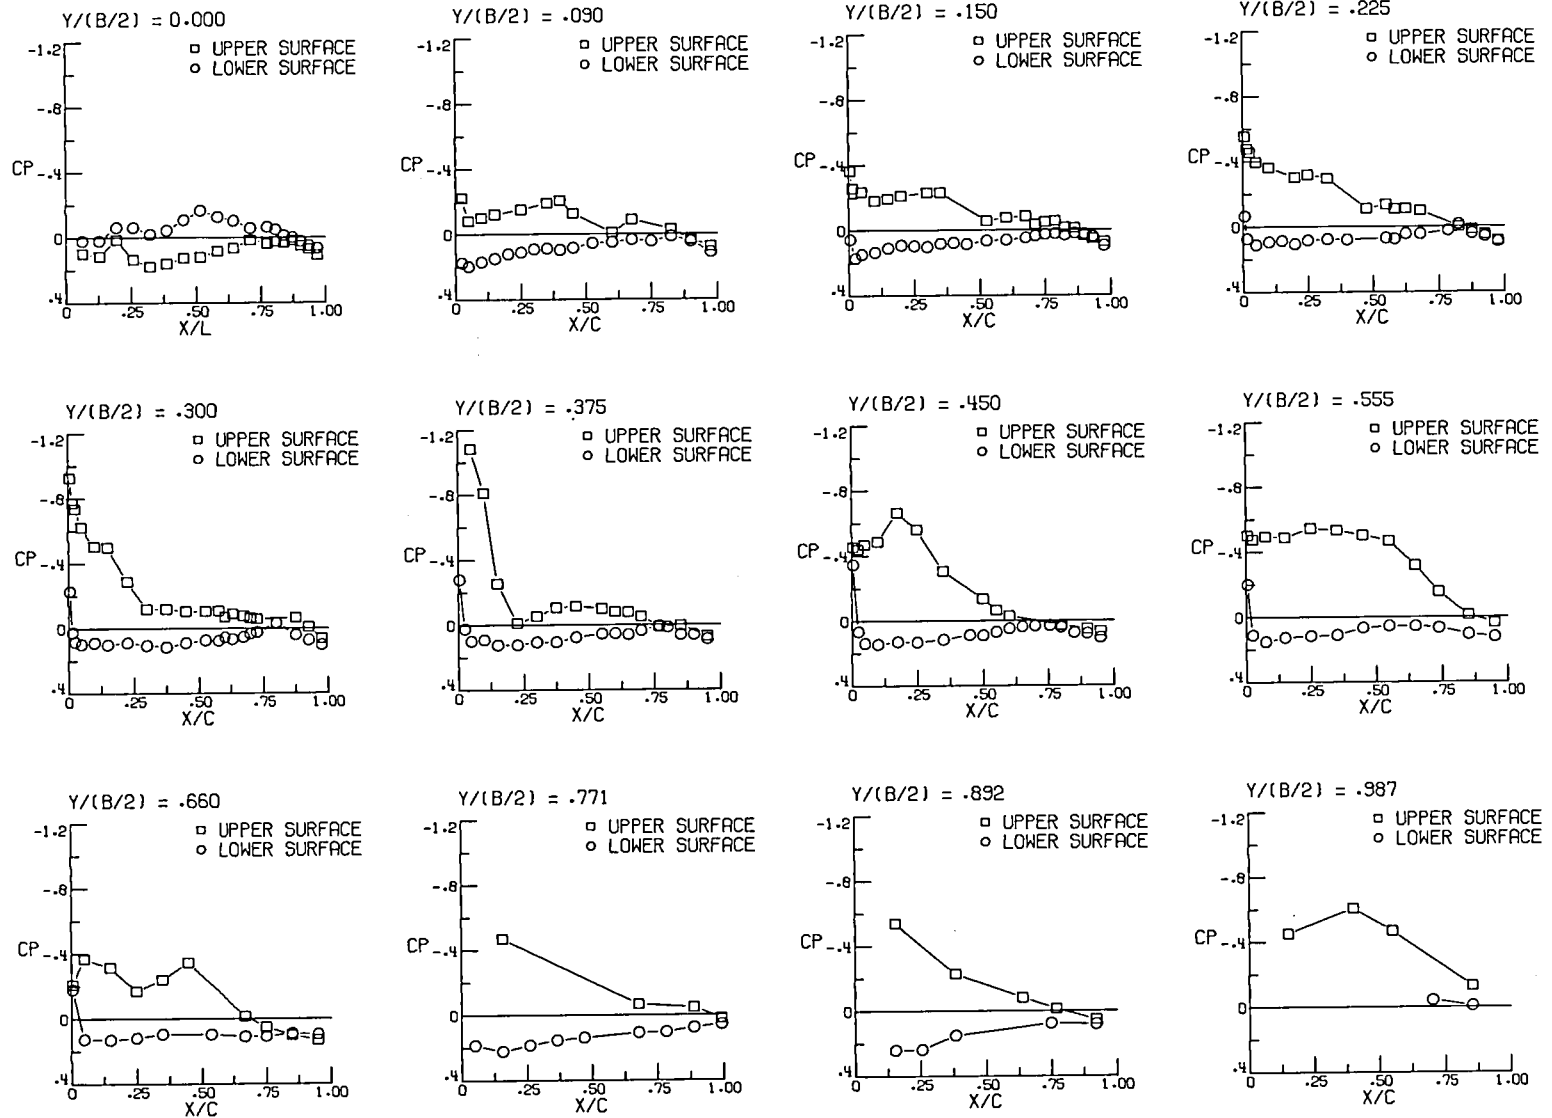 Y/(B/2) = 0.000
-1.2
□ UPPER SURFACE
○ LOWER SURFACE
-.8
CP -.4
0
.4
0 .25 .50 .75 1.00
X/L
Y/(B/2) = .090
-1.2
□ UPPER SURFACE
○ LOWER SURFACE
-.8
CP -.4
0
.4
0 .25 .50 .75 1.00
X/C
Y/(B/2) = .150
-1.2
□ UPPER SURFACE
○ LOWER SURFACE
-.8
CP -.4
0
.4
0 .25 .50 .75 1.00
X/C
Y/(B/2) = .225
-1.2
□ UPPER SURFACE
○ LOWER SURFACE
-.8
CP -.4
0
.4
0 .25 .50 .75 1.00
X/C
Y/(B/2) = .300
-1.2
□ UPPER SURFACE
○ LOWER SURFACE
-.8
CP -.4
0
.4
0 .25 .50 .75 1.00
X/C
Y/(B/2) = .375
-1.2
□ UPPER SURFACE
○ LOWER SURFACE
-.8
CP -.4
0
.4
0 .25 .50 .75 1.00
X/C
Y/(B/2) = .450
-1.2
□ UPPER SURFACE
○ LOWER SURFACE
-.8
CP -.4
0
.4
0 .25 .50 .75 1.00
X/C
Y/(B/2) = .555
-1.2
□ UPPER SURFACE
○ LOWER SURFACE
-.8
CP -.4
0
.4
0 .25 .50 .75 1.00
X/C
Y/(B/2) = .660
-1.2
□ UPPER SURFACE
○ LOWER SURFACE
-.8
CP -.4
0
.4
0 .25 .50 .75 1.00
X/C
Y/(B/2) = .771
-1.2
□ UPPER SURFACE
○ LOWER SURFACE
-.8
CP -.4
0
.4
0 .25 .50 .75 1.00
X/C
Y/(B/2) = .892
-1.2
□ UPPER SURFACE
○ LOWER SURFACE
-.8
CP -.4
0
.4
0 .25 .50 .75 1.00
X/C
Y/(B/2) = .987
-1.2
□ UPPER SURFACE
○ LOWER SURFACE
-.8
CP -.4
0
.4
0 .25 .50 .75 1.00
X/C